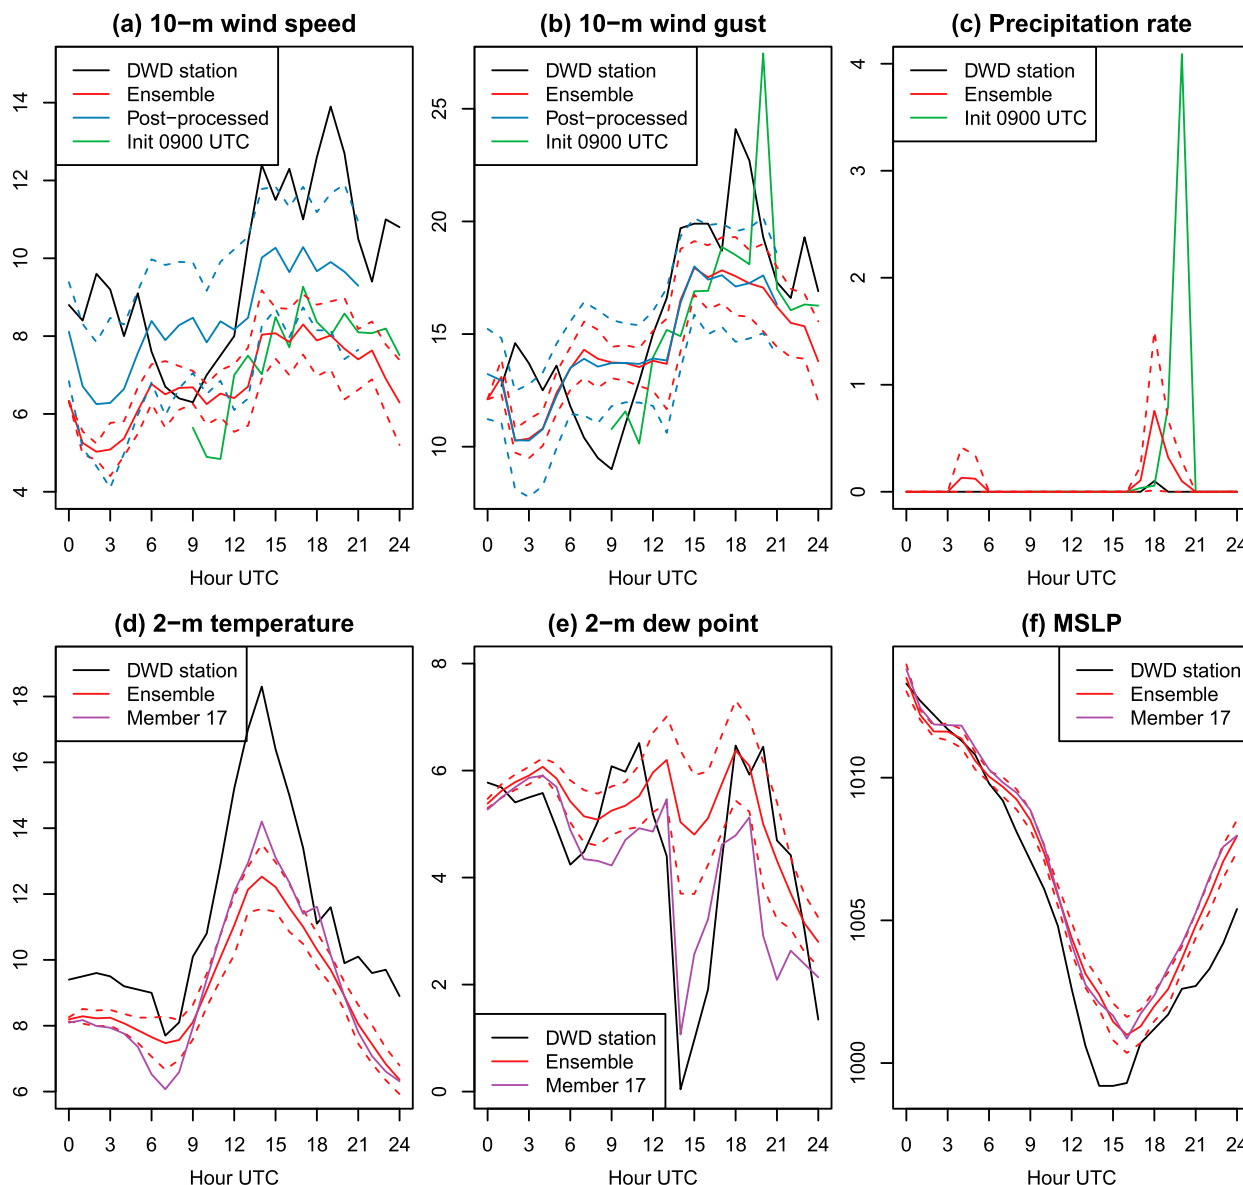 (a) 10−m wind speed
DWD station
Ensemble
Post−processed
Init 0900 UTC
4 6 8 10 12 14
0 3 6 9 12 15 18 21 24
Hour UTC
(b) 10−m wind gust
DWD station
Ensemble
Post−processed
Init 0900 UTC
10 15 20 25
0 3 6 9 12 15 18 21 24
Hour UTC
(c) Precipitation rate
DWD station
Ensemble
Init 0900 UTC
0 1 2 3 4
0 3 6 9 12 15 18 21 24
Hour UTC
(d) 2−m temperature
DWD station
Ensemble
Member 17
6 8 10 12 14 16 18
0 3 6 9 12 15 18 21 24
Hour UTC
(e) 2−m dew point
DWD station
Ensemble
Member 17
0 2 4 6 8
0 3 6 9 12 15 18 21 24
Hour UTC
(f) MSLP
DWD station
Ensemble
Member 17
1000 1005 1010
0 3 6 9 12 15 18 21 24
Hour UTC